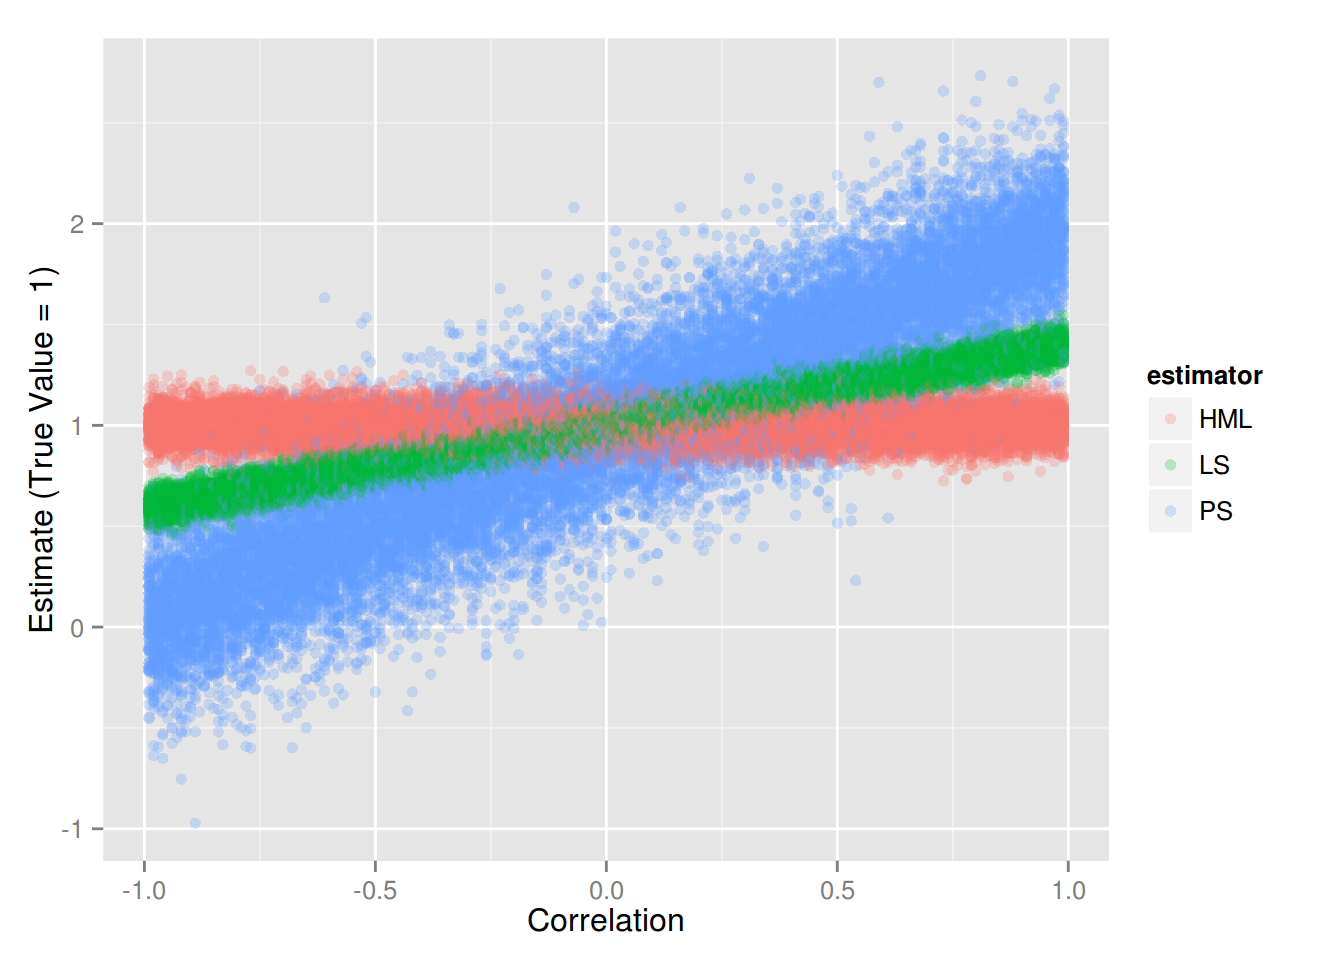 Estimate (True Value = 1)
2
1
0
-1
-1.0 -0.5 0.0 0.5 1.0
Correlation
estimator
HML
LS
PS